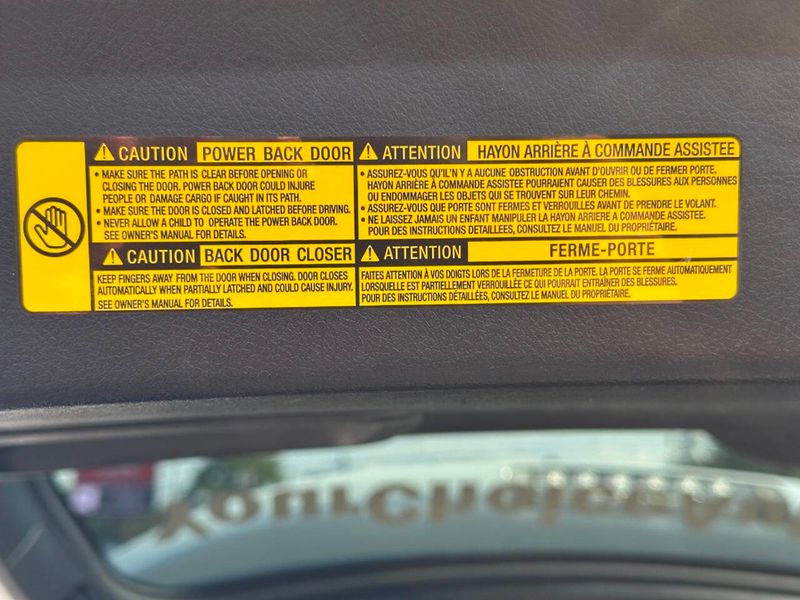 CAUTION POWER BACK DOOR
• MAKE SURE THE PATH IS CLEAR BEFORE OPENING OR
CLOSING THE DOOR. POWER BACK DOOR COULD INJURE
PEOPLE OR DAMAGE CARGO IF CAUGHT IN ITS PATH.
• MAKE SURE THE DOOR IS CLOSED AND LATCHED BEFORE DRIVING.
• NEVER ALLOW A CHILD TO OPERATE THE POWER BACK DOOR.
SEE OWNER'S MANUAL FOR DETAILS.
CAUTION BACK DOOR CLOSER
KEEP FINGERS AWAY FROM THE DOOR WHEN CLOSING. DOOR CLOSES
AUTOMATICALLY WHEN PARTIALLY LATCHED AND COULD CAUSE INJURY.
SEE OWNER'S MANUAL FOR DETAILS.
ATTENTION HAYON ARRIÈRE À COMMANDE ASSISTEE
• ASSUREZ-VOUS QU'IL'N Y A AUCUNE OBSTRUCTION AVANT D'OUVRIR OU DE FERMER PORTE.
HAYON ARRIÈRE À COMMANDE ASSISTEE POURRAIENT CAUSER DES BLESSURES AUX PERSONNES
OU ENDOMMAGER LES OBJETS QUI SE TROUVENT SUR LEUR CHEMIN.
• ASSUREZ-VOUS QUE PORTE SONT FERMES ET VERROUILLES AVANT DE PRENDRE LE VOLANT.
• NE LAISSEZ JAMAIS UN ENFANT MANIPULER LA HAYON ARRIERE A COMMANDE ASSISTEE.
POUR DES INSTRUCTIONS DETAILLEES, CONSULTEZ LE MANUEL DU PROPRIÉTAIRE.
ATTENTION FERME-PORTE
FAITES ATTENTION À VOS DOIGTS LORS DE LA FERMETURE DE LA PORTE. LA PORTE SE FERME AUTOMATIQUEMENT
LORSQUELLE EST PARTIELLEMENT VERROUILLÉE CE QUI POURRAIT ENTRAÎNER DES BLESSURES.
POUR DES INSTRUCTIONS DÉTAILLÉES, CONSULTEZ LE MANUEL DU PROPRIÉTAIRE.